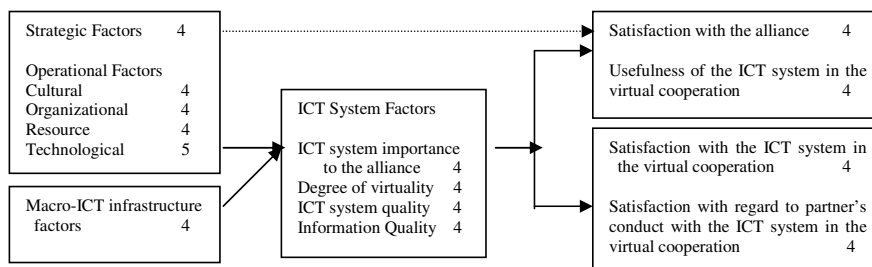 Strategic Factors 4
Operational Factors
Cultural 4
Organizational 4
Resource 4
Technological 5
Macro-ICT infrastructure
factors 4
ICT System Factors
ICT system importance
to the alliance 4
Degree of virtuality 4
ICT system quality 4
Information Quality 4
Satisfaction with the alliance 4
Usefulness of the ICT system in the
virtual cooperation 4
Satisfaction with the ICT system in
the virtual cooperation 4
Satisfaction with regard to partner's
conduct with the ICT system in the
virtual cooperation 4